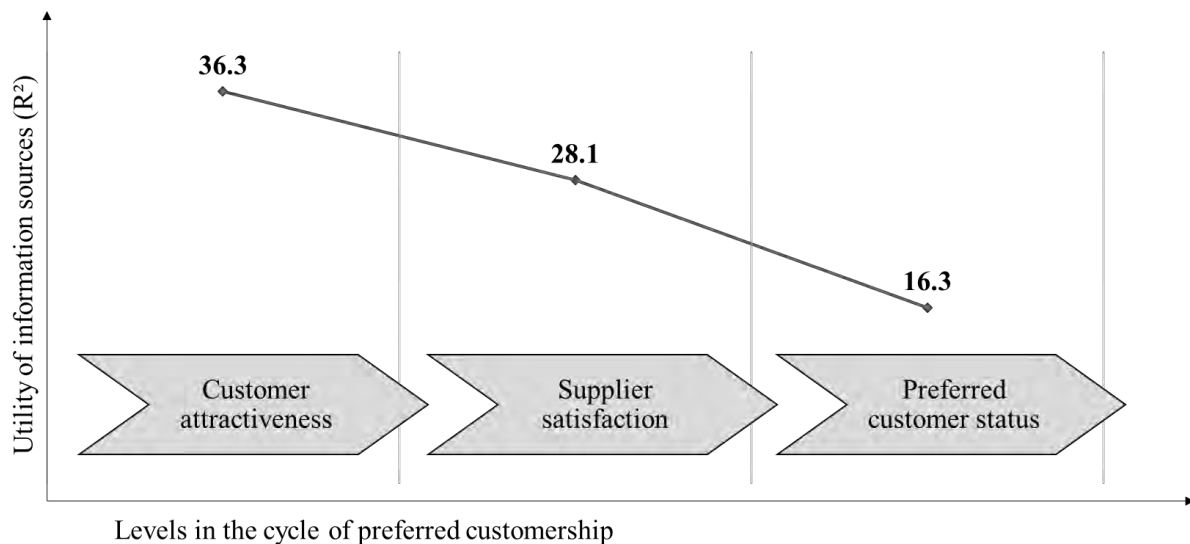 Utility of information sources (R²)
36.3
28.1
16.3
Customer
attractiveness
Supplier
satisfaction
Preferred
customer status
Levels in the cycle of preferred customership